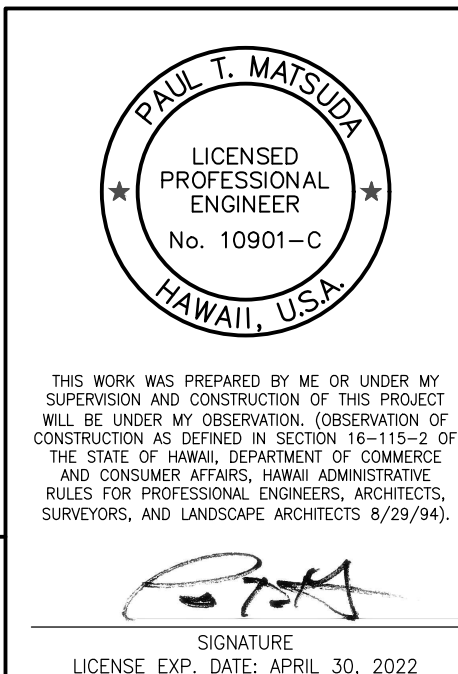 PAUL T. MATSUDA
LICENSED
PROFESSIONAL
ENGINEER
No. 10901-C
HAWAII, U.S.A.
THIS WORK WAS PREPARED BY ME OR UNDER MY
SUPERVISION AND CONSTRUCTION OF THIS PROJECT
WILL BE UNDER MY OBSERVATION. (OBSERVATION OF
CONSTRUCTION AS DEFINED IN SECTION 16-115-2 OF
THE STATE OF HAWAII, DEPARTMENT OF COMMERCE
AND CONSUMER AFFAIRS, HAWAII ADMINISTRATIVE
RULES FOR PROFESSIONAL ENGINEERS, ARCHITECTS,
SURVEYORS, AND LANDSCAPE ARCHITECTS 8/29/94).
SIGNATURE
LICENSE EXP. DATE: APRIL 30, 2022